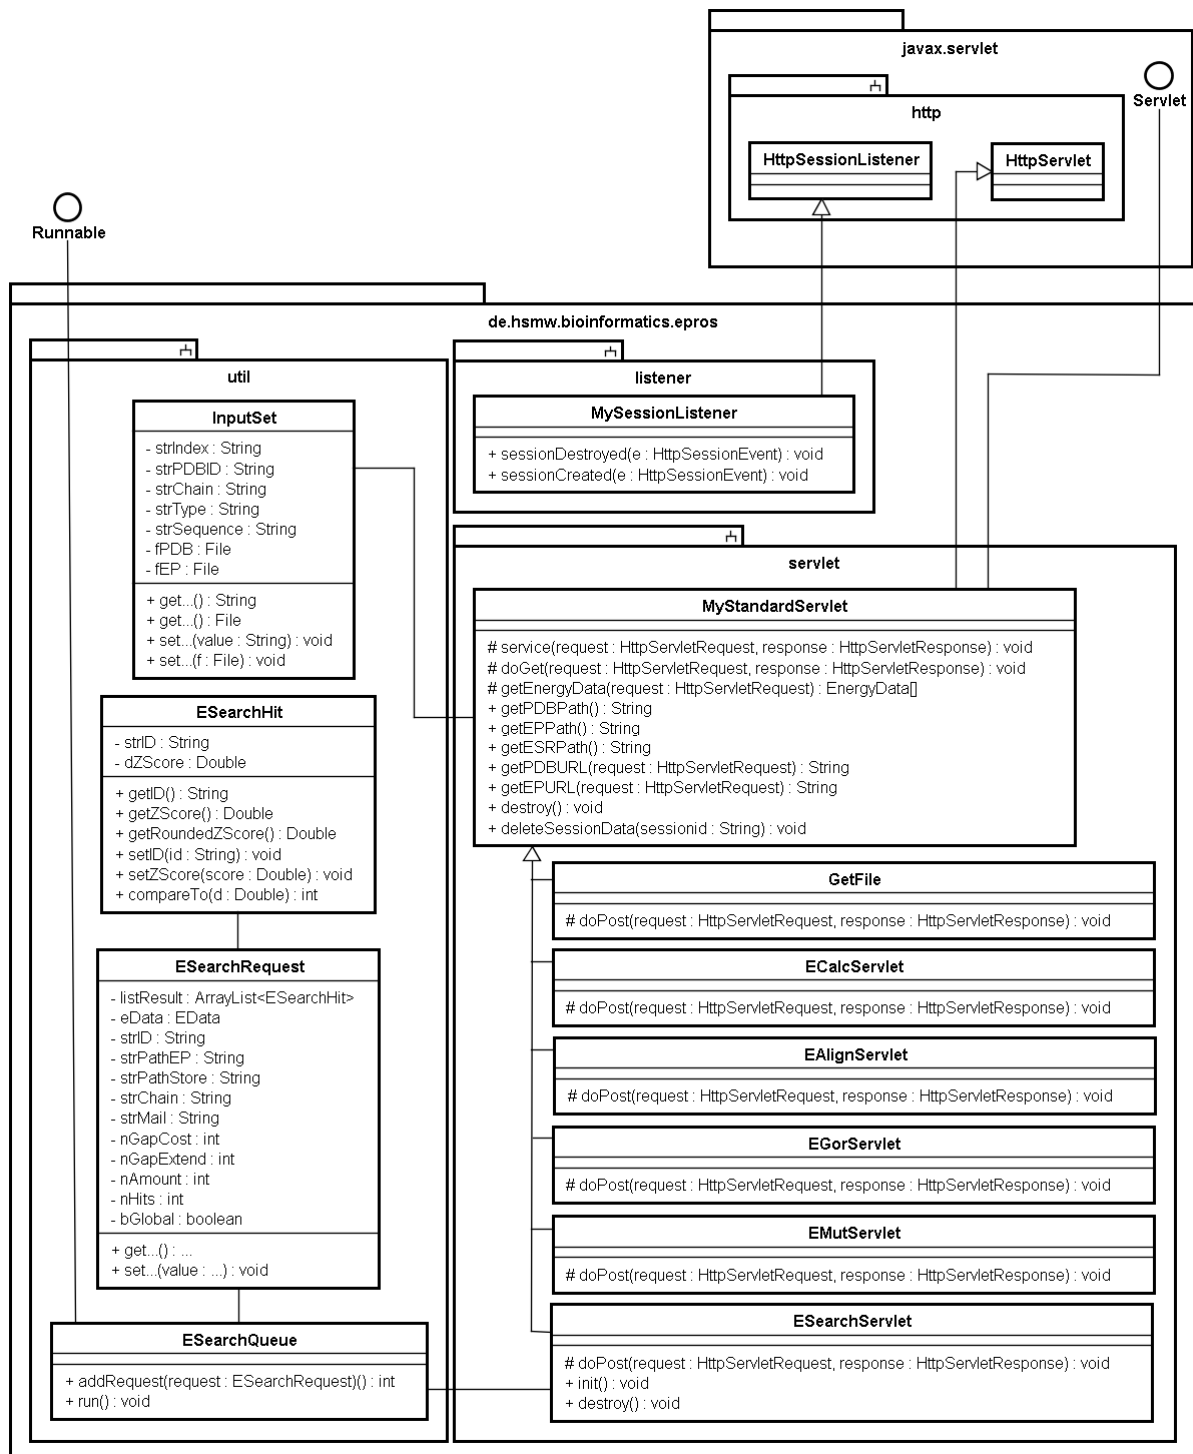 javax.servlet
Servlet
http
HttpSessionListener
HttpServlet
Runnable
de.hsmw.bioinformatics.epros
util
InputSet
- strIndex : String
- strPDBID : String
- strChain : String
- strType : String
- strSequence : String
- fPDB : File
- fEP : File
+ get...() : String
+ get...() : File
+ set...(value : String) : void
+ set...(f : File) : void
ESearchHit
- strID : String
- dZScore : Double
+ getID() : String
+ getZScore() : Double
+ getRoundedZScore() : Double
+ setID(id : String) : void
+ setZScore(score : Double) : void
+ compareTo(d : Double) : int
ESearchRequest
- listResult : ArrayList<ESearchHit>
- eData : EData
- strID : String
- strPathEP : String
- strPathStore : String
- strChain : String
- strMail : String
- nGapCost : int
- nGapExtend : int
- nAmount : int
- nHits : int
- bGlobal : boolean
+ get...() : ...
+ set...(value : ...) : void
ESearchQueue
+ addRequest(request : ESearchRequest)() : int
+ run() : void
listener
MySessionListener
+ sessionDestroyed(e : HttpSessionEvent) : void
+ sessionCreated(e : HttpSessionEvent) : void
servlet
MyStandardServlet
# service(request : HttpServletRequest, response : HttpServletResponse) : void
# doGet(request : HttpServletRequest, response : HttpServletResponse) : void
# getEnergyData(request : HttpServletRequest) : EnergyData[]
+ getPDBPath() : String
+ getEPPath() : String
+ getESRPath() : String
+ getPDBURL(request : HttpServletRequest) : String
+ getEPURL(request : HttpServletRequest) : String
+ destroy() : void
+ deleteSessionData(sessionid : String) : void
GetFile
# doPost(request : HttpServletRequest, response : HttpServletResponse) : void
ECalcServlet
# doPost(request : HttpServletRequest, response : HttpServletResponse) : void
EAlignServlet
# doPost(request : HttpServletRequest, response : HttpServletResponse) : void
EGorServlet
# doPost(request : HttpServletRequest, response : HttpServletResponse) : void
EMutServlet
# doPost(request : HttpServletRequest, response : HttpServletResponse) : void
ESearchServlet
# doPost(request : HttpServletRequest, response : HttpServletResponse) : void
+ init() : void
+ destroy() : void